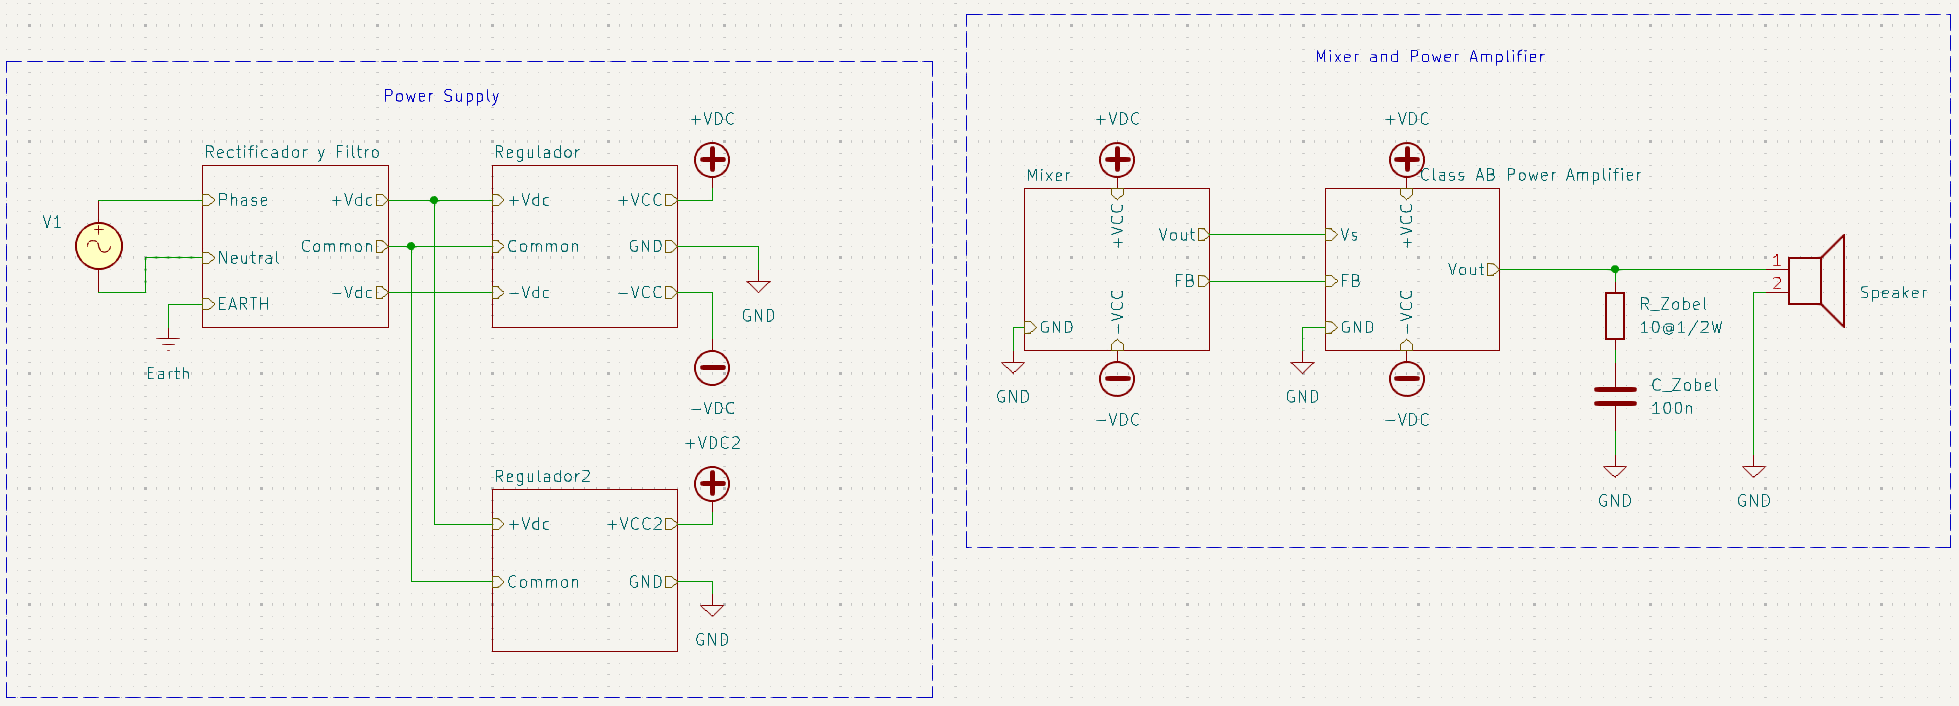 Power Supply
V1
Rectificador y Filtro
Phase
Neutral
EARTH
+Vdc
Common
-Vdc
Earth
Regulador
+Vdc
Common
-Vdc
+VCC
GND
-VCC
+VDC
GND
-VDC
Regulador2
+Vdc
Common
+VCC2
GND
+VDC2
GND
Mixer and Power Amplifier
+VDC
Mixer
+VCC
Vout
FB
GND
-VCC
GND
-VDC
+VDC
Class AB Power Amplifier
+VCC
Vs
FB
GND
-VCC
Vout
GND
-VDC
R_Zobel
10@1/2W
C_Zobel
100n
GND
1
2
Speaker
GND